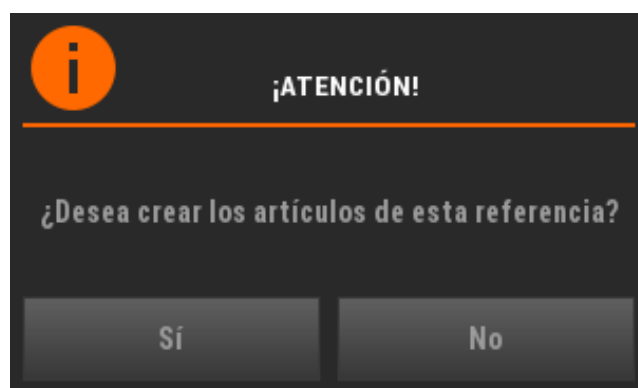 i
¡ATENCIÓN!
¿Desea crear los artículos de esta referencia?
Sí
No